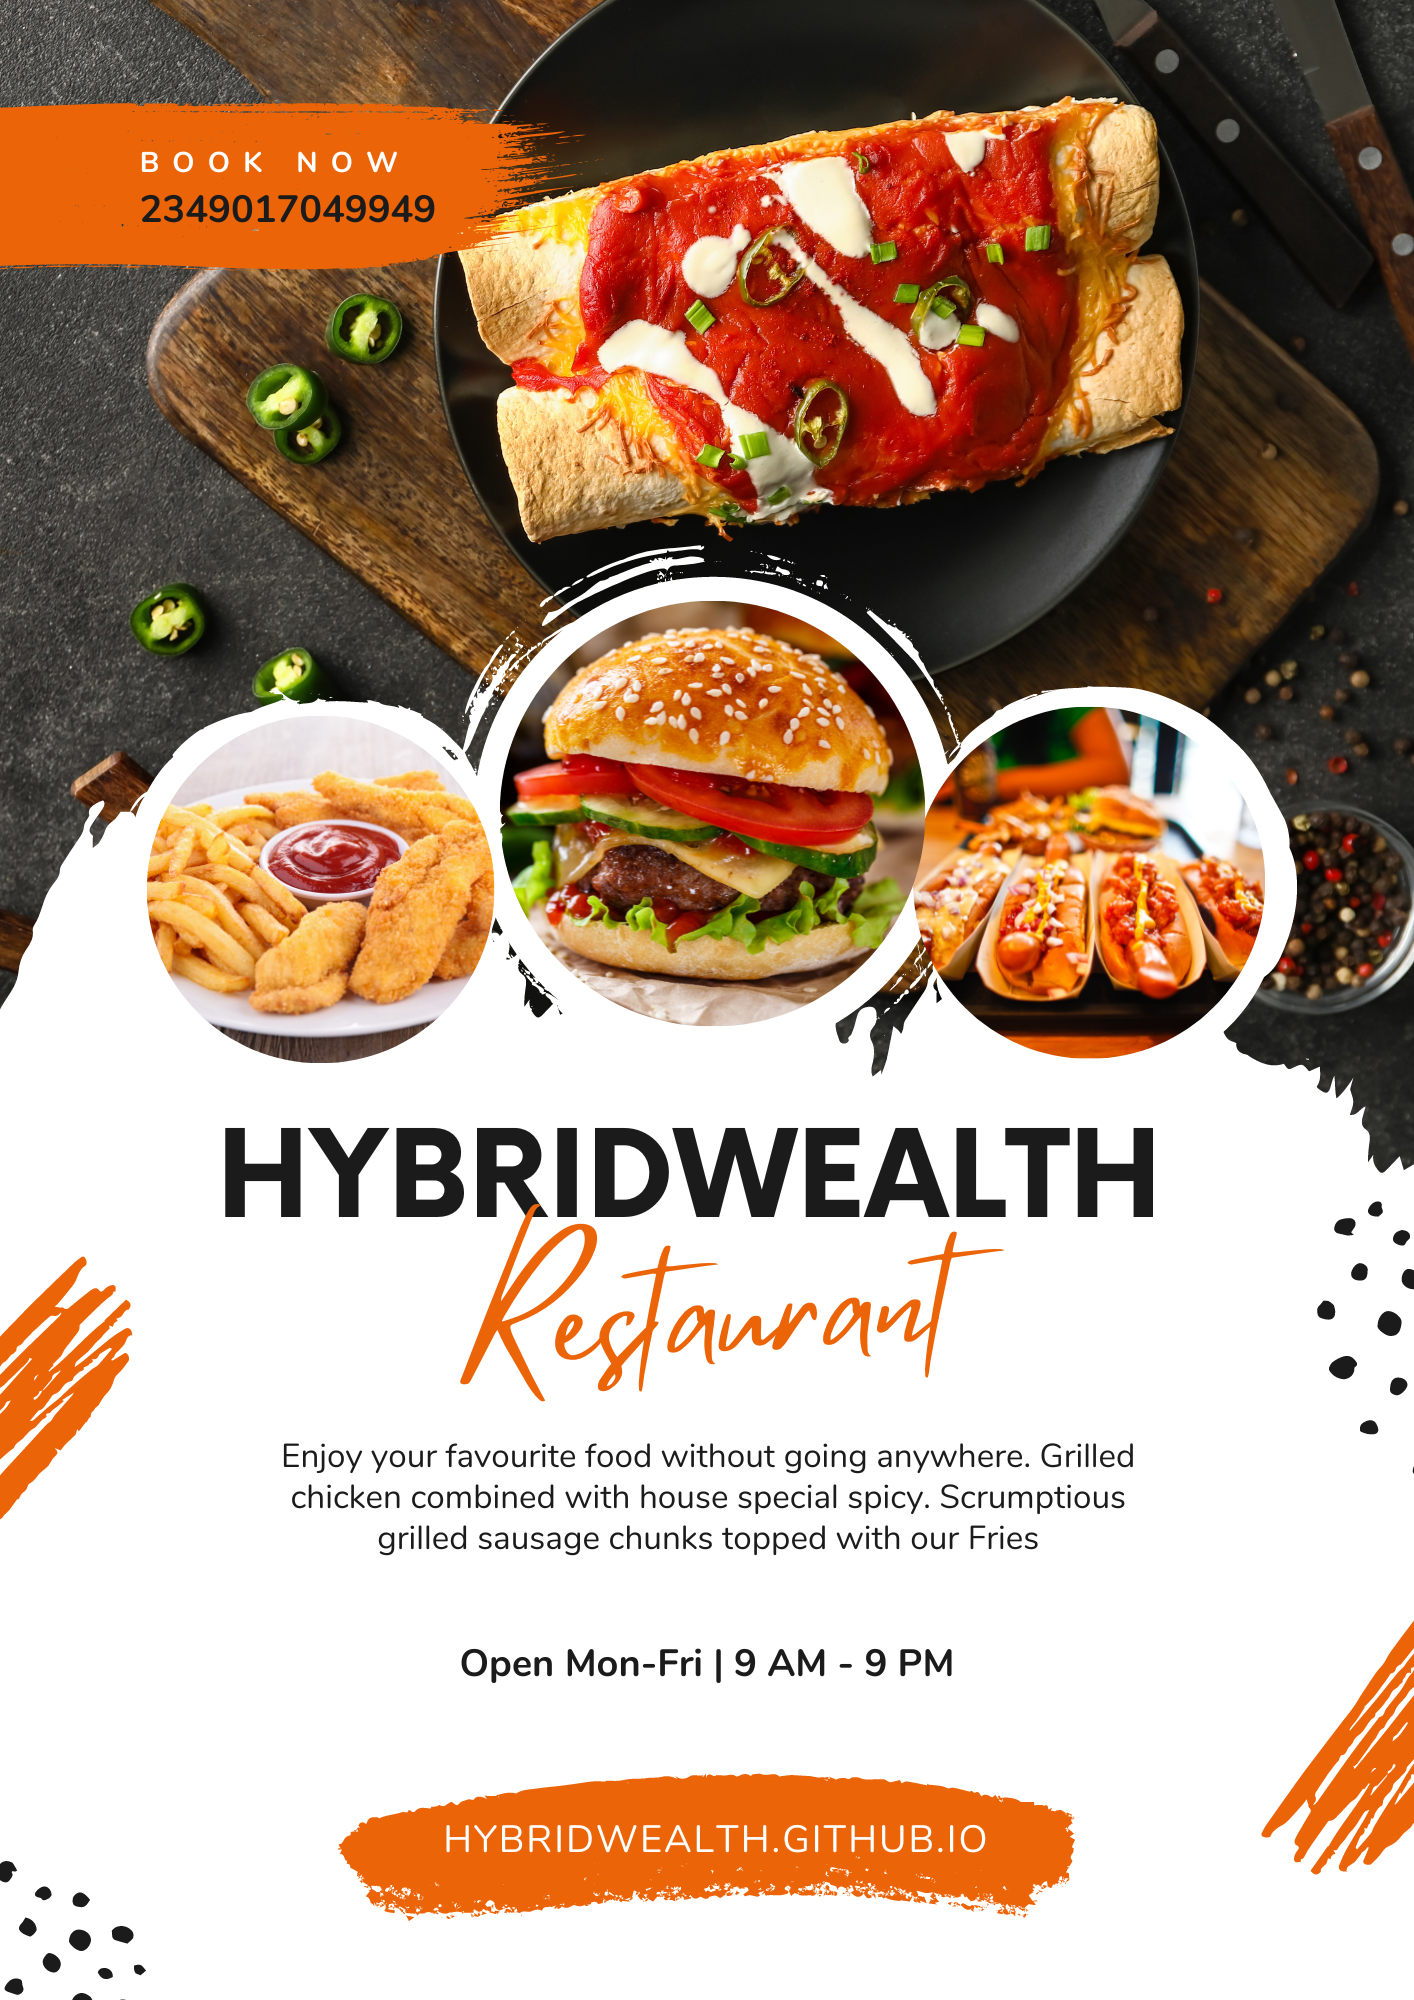 BOOK NOW
2349017049949
HYBRIDWEALTH
Restaurant
Enjoy your favourite food without going anywhere. Grilled
chicken combined with house special spicy. Scrumptious
grilled sausage chunks topped with our Fries
Open Mon-Fri | 9 AM - 9 PM
HYBRIDWEALTH.GITHUB.IO